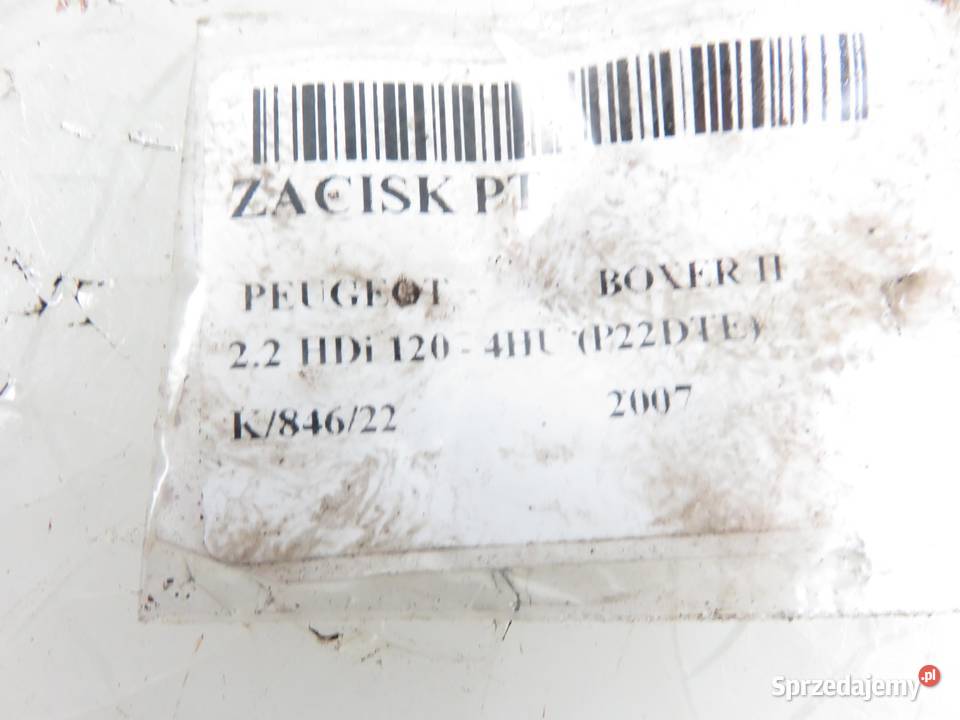 ZACISK PT
PEUGEOT BOXER II
2.2 HDi 120 - 4HU (P22DTE)
K/846/22 2007
Sprzedajemy.pl